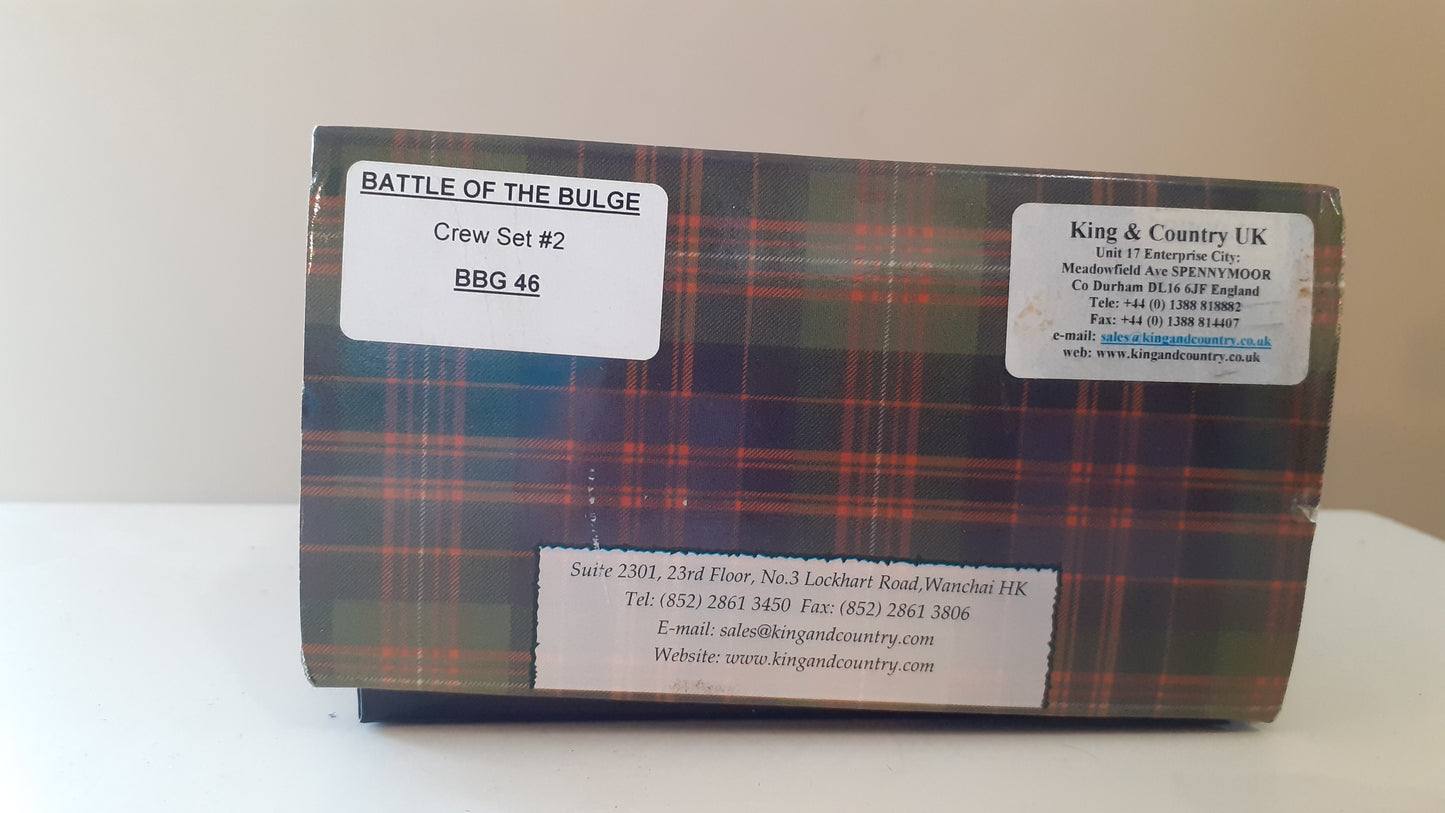 BATTLE OF THE BULGE
Crew Set #2
BBG 46
King & Country UK
Unit 17 Enterprise City:
Meadowfield Ave SPENNYMOOR
Co Durham DL16 6JF England
Tele: +44 (0) 1388 818882
Fax: +44 (0) 1388 814407
e-mail: sales@kingandcountry.co.uk
web: www.kingandcountry.co.uk
Suite 2301, 23rd Floor, No.3 Lockhart Road,Wanchai HK
Tel: (852) 2861 3450 Fax: (852) 2861 3806
E-mail: sales@kingandcountry.com
Website: www.kingandcountry.com